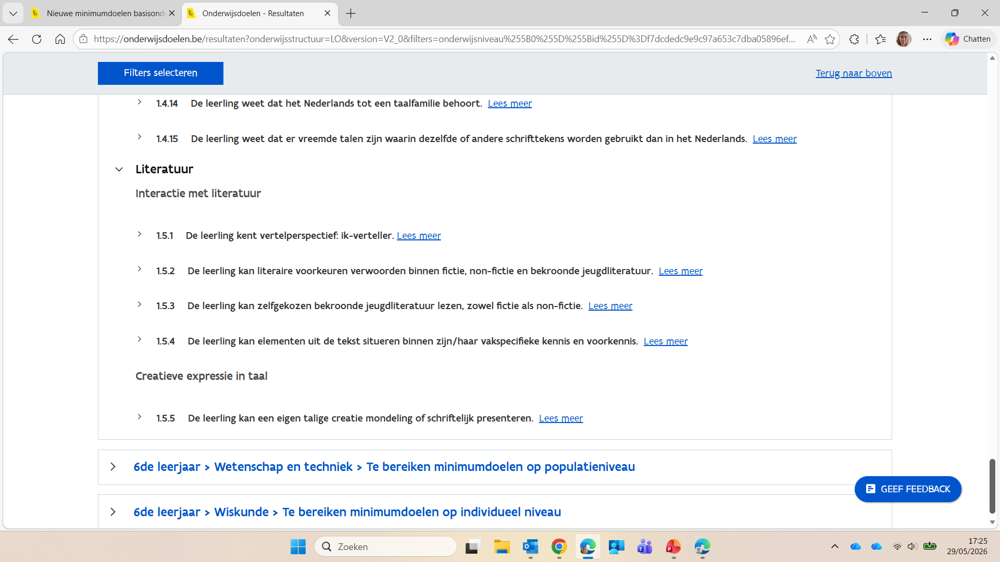 Nieuwe minimumdoelen basisond
Onderwijsdoelen - Resultaten
https://onderwijsdoelen.be/resultaten?onderwijsstructuur=LO&version=V2_0&filters=onderwijsniveau%255B0%255D%255Bid%255D%3Df7dcdedc9e9c97a653c7dba05896ef...
Chatten
Filters selecteren
Terug naar boven
1.4.14 De leerling weet dat het Nederlands tot een taalfamilie behoort. Lees meer
1.4.15 De leerling weet dat er vreemde talen zijn waarin dezelfde of andere schrifttekens worden gebruikt dan in het Nederlands. Lees meer
Literatuur
Interactie met literatuur
1.5.1 De leerling kent vertelperspectief: ik-verteller. Lees meer
1.5.2 De leerling kan literaire voorkeuren verwoorden binnen fictie, non-fictie en bekroonde jeugdliteratuur. Lees meer
1.5.3 De leerling kan zelfgekozen bekroonde jeugdliteratuur lezen, zowel fictie als non-fictie. Lees meer
1.5.4 De leerling kan elementen uit de tekst situeren binnen zijn/haar vakspecifieke kennis en voorkennis. Lees meer
Creatieve expressie in taal
1.5.5 De leerling kan een eigen talige creatie mondeling of schriftelijk presenteren. Lees meer
6de leerjaar > Wetenschap en techniek > Te bereiken minimumdoelen op populatieniveau
GEEF FEEDBACK
6de leerjaar > Wiskunde > Te bereiken minimumdoelen op individueel niveau
Zoeken
17:25
29/05/2026